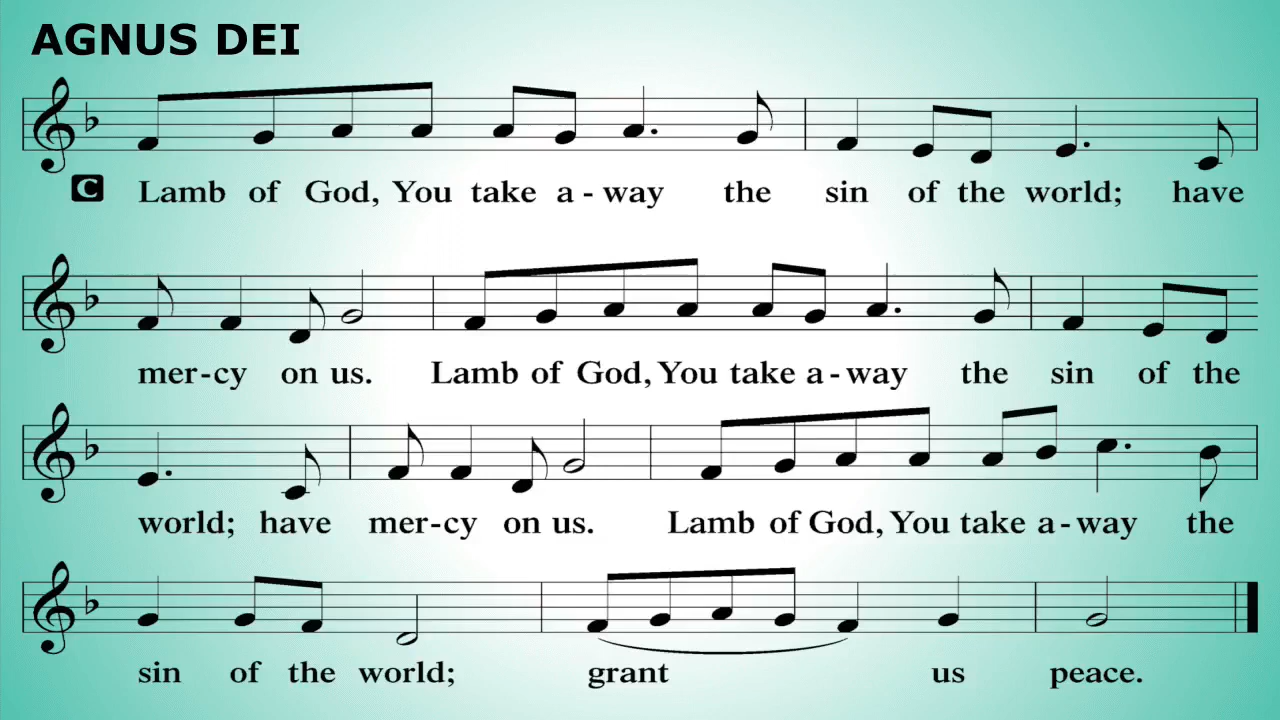 AGNUS DEI
C Lamb of God, You take a - way the sin of the world; have
mer - cy on us. Lamb of God, You take a - way the sin of the
world; have mer - cy on us. Lamb of God, You take a - way the
sin of the world; grant us peace.